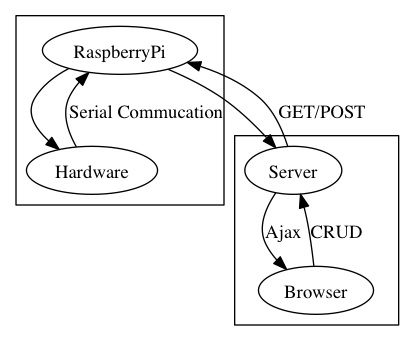 RaspberryPi
Serial Commucation
GET/POST
Hardware
Server
Ajax
CRUD
Browser